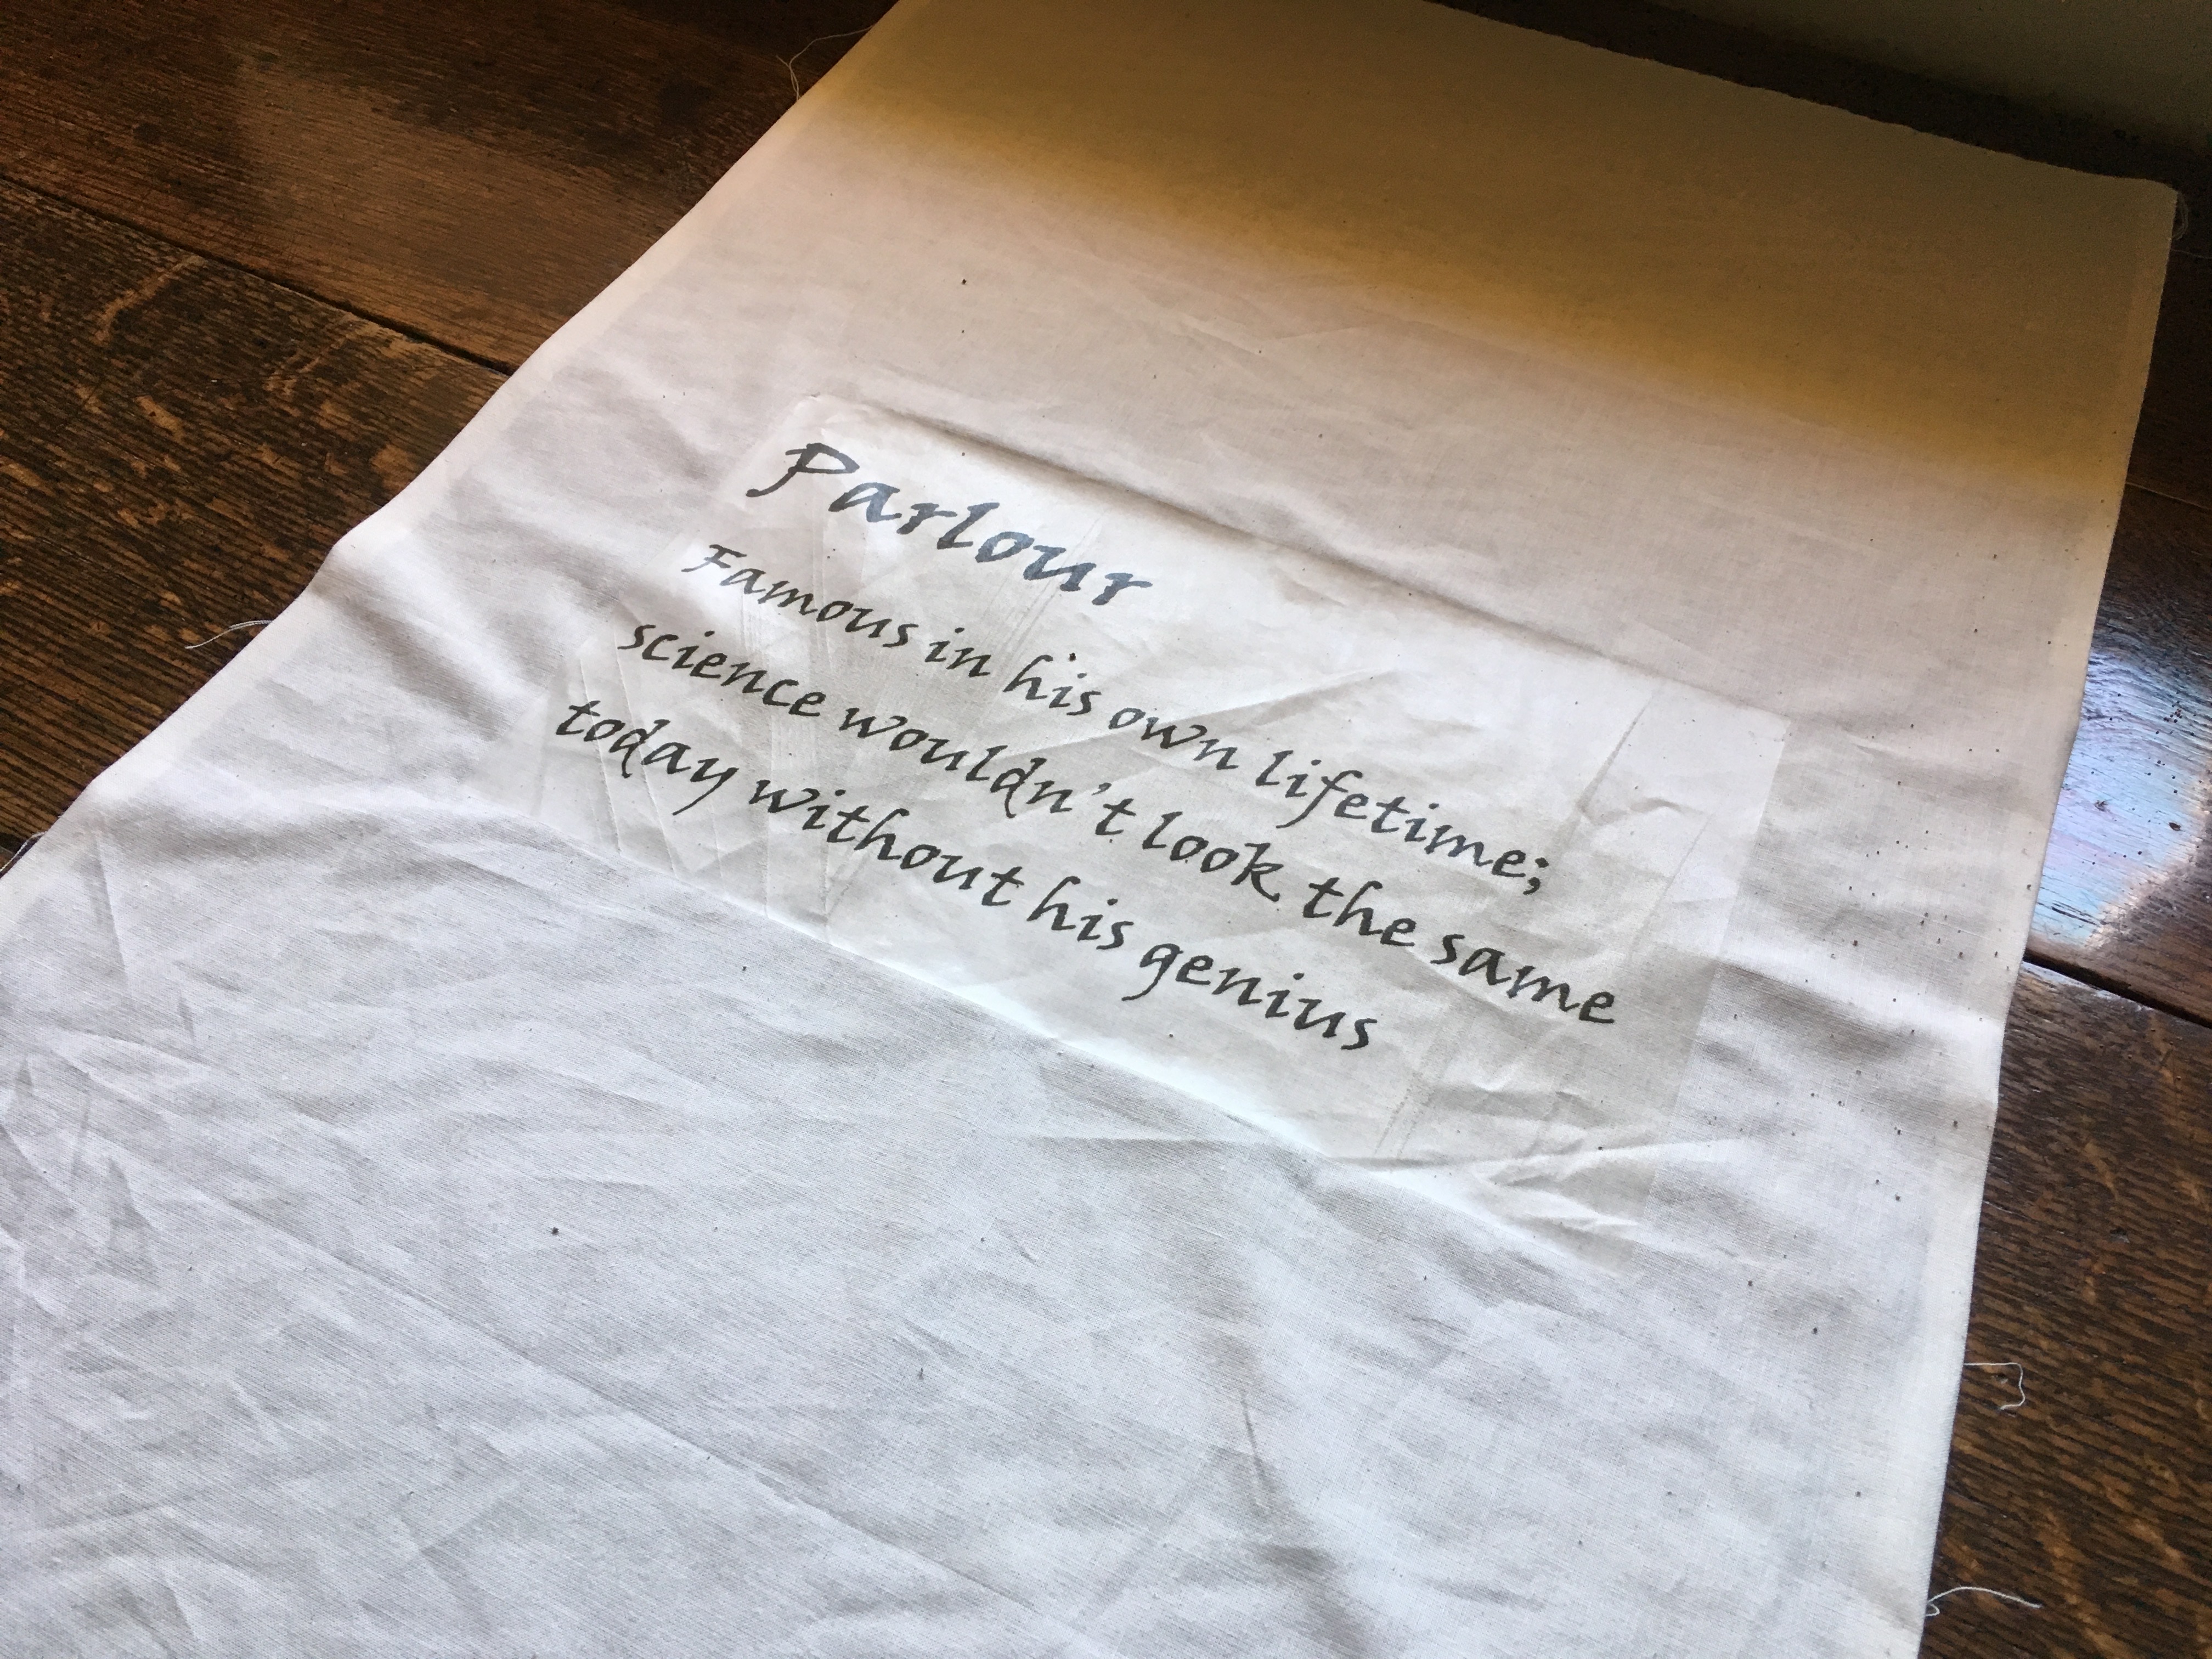 Parlour
Famous in his own lifetime;
science wouldn't look the same
today without his genius